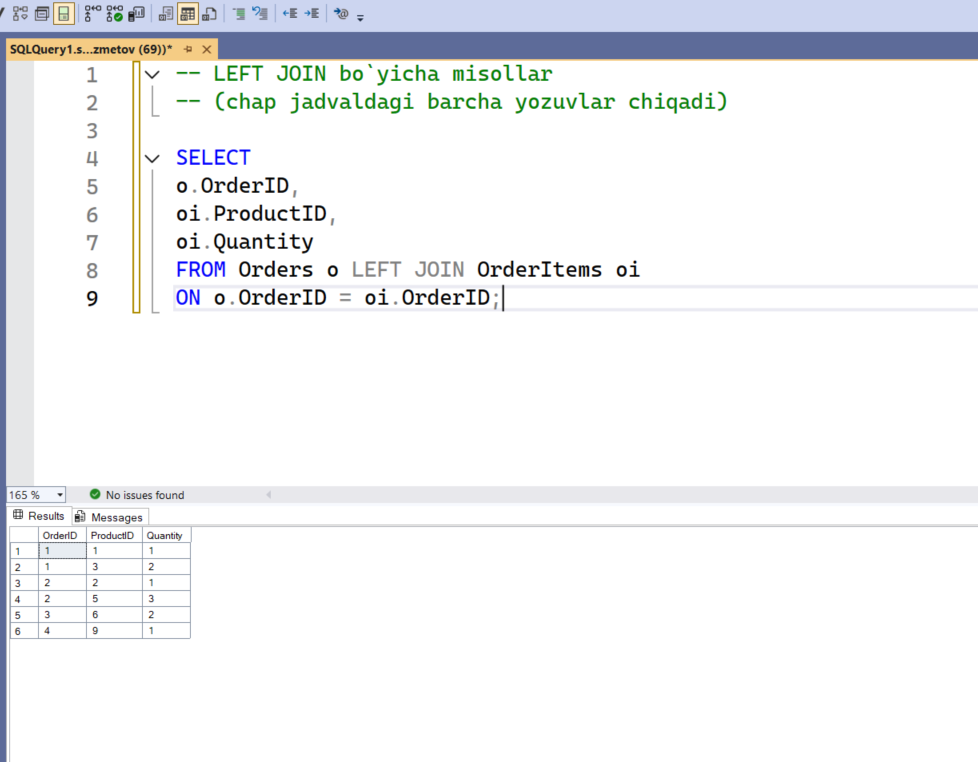 SQLQuery1.s...zmetov (69))*
1 -- LEFT JOIN bo`yicha misollar
2 -- (chap jadvaldagi barcha yozuvlar chiqadi)
3
4 SELECT
5 o.OrderID,
6 oi.ProductID,
7 oi.Quantity
8 FROM Orders o LEFT JOIN OrderItems oi
9 ON o.OrderID = oi.OrderID;
165 % No issues found
Results Messages
OrderID ProductID Quantity
1 1 1 1
2 1 3 2
3 2 2 1
4 2 5 3
5 3 6 2
6 4 9 1